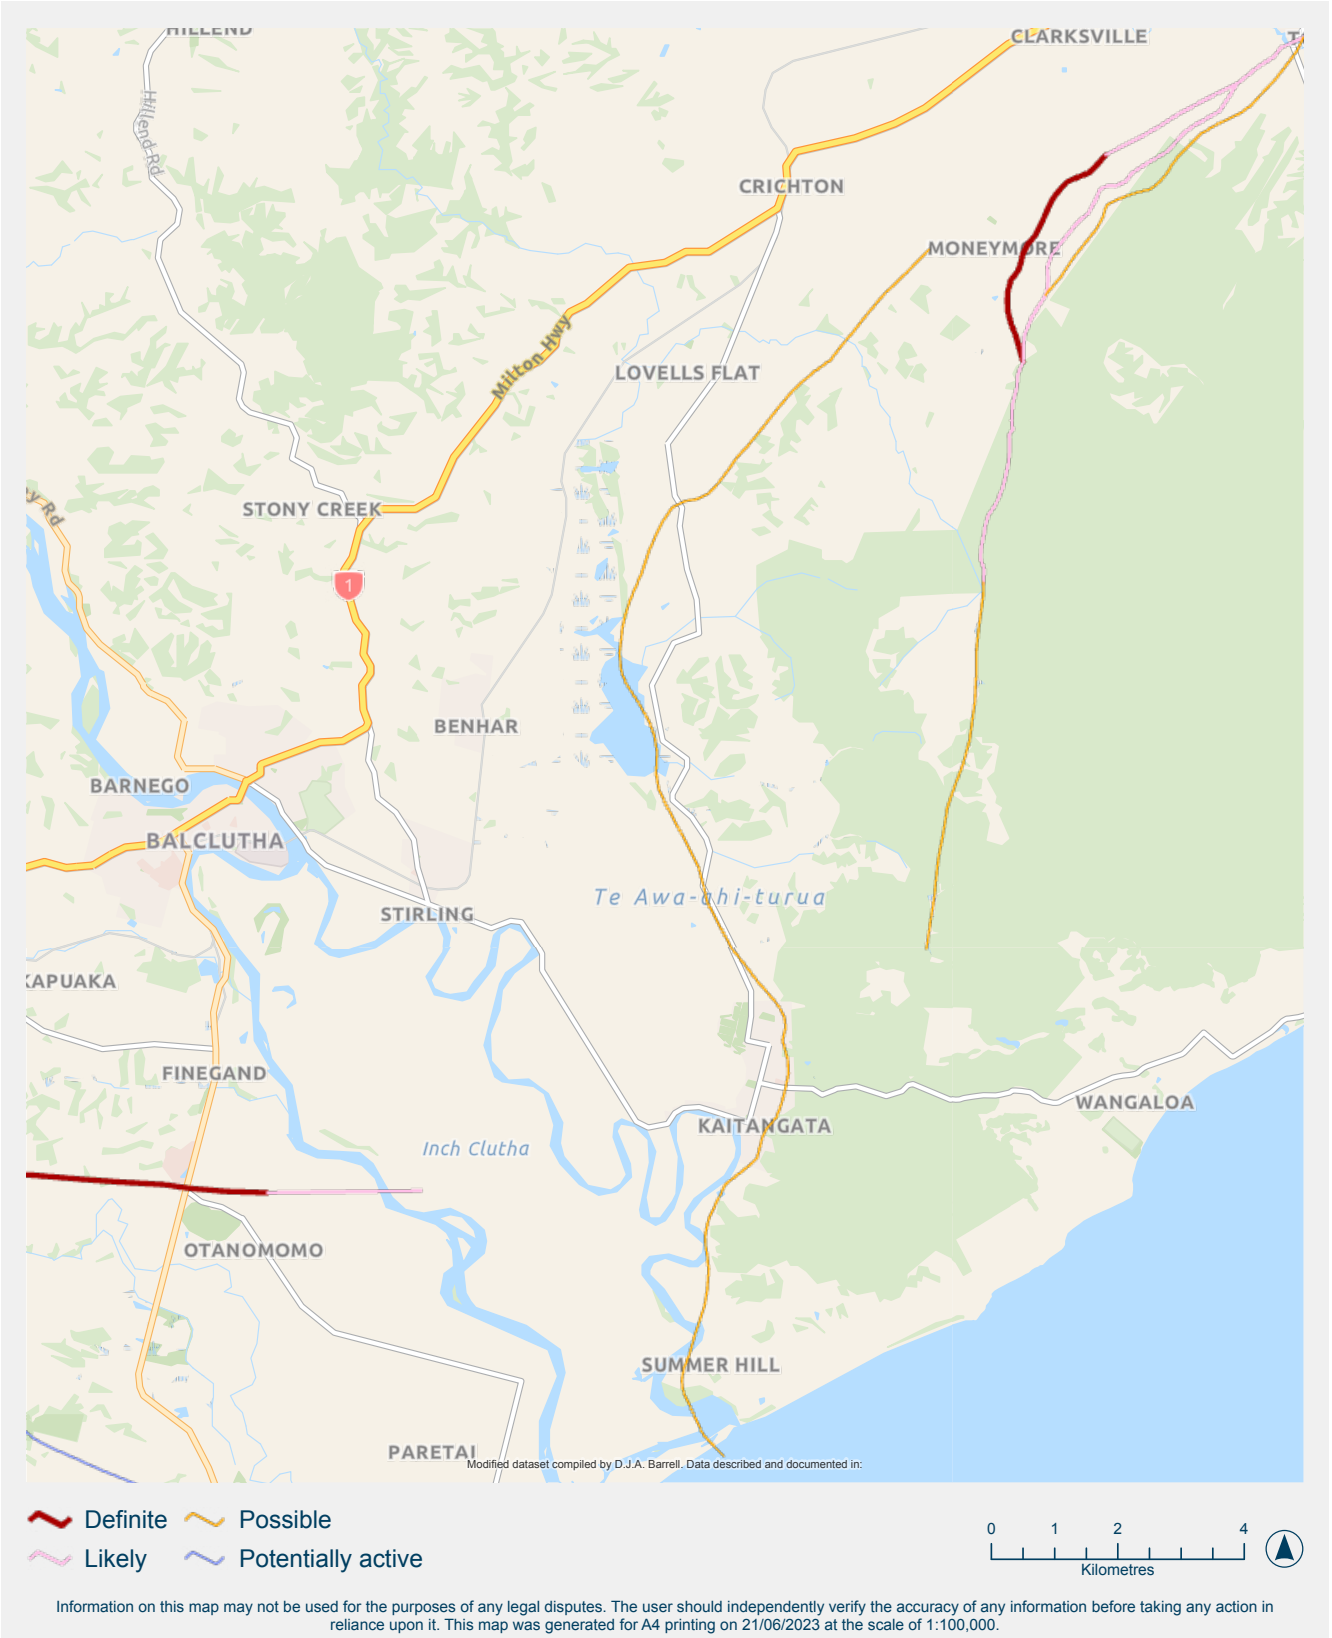 HILLEND
CLARKSVILLE
Hillend Rd
CRICHTON
MONEYMORE
Milton Hwy
LOVELLS FLAT
y Rd
STONY CREEK
1
BENHAR
BARNEGO
BALCLUTHA
Te Awa-ahi-turua
STIRLING
KAPUAKA
FINEGAND
WANGALOA
KAITANGATA
Inch Clutha
OTANOMOMO
SUMMER HILL
PARETAI
Modified dataset compiled by D.J.A. Barrell. Data described and documented in:
Definite
Possible
Likely
Potentially active
0 1 2 4
Kilometres
Information on this map may not be used for the purposes of any legal disputes. The user should independently verify the accuracy of any information before taking any action in
reliance upon it. This map was generated for A4 printing on 21/06/2023 at the scale of 1:100,000.